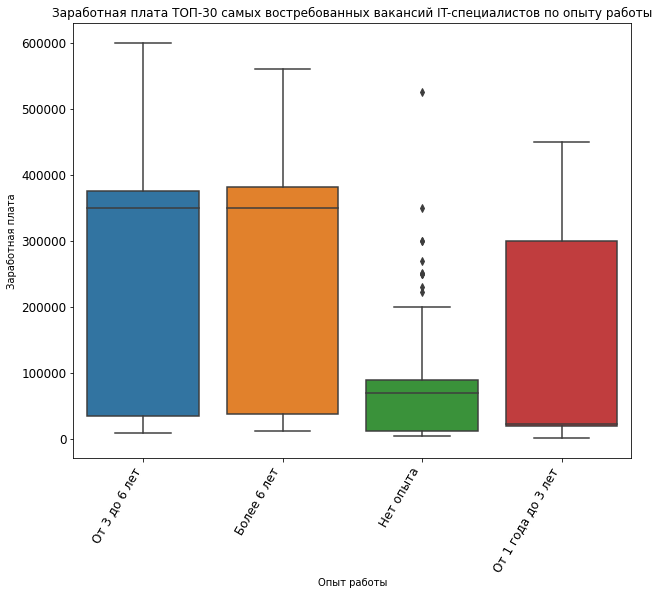 Заработная плата ТОП-30 самых востребованных вакансий IT-специалистов по опыту работы
Заработная плата
600000
500000
400000
300000
200000
100000
0
От 3 до 6 лет
Более 6 лет
Нет опыта
От 1 года до 3 лет
Опыт работы